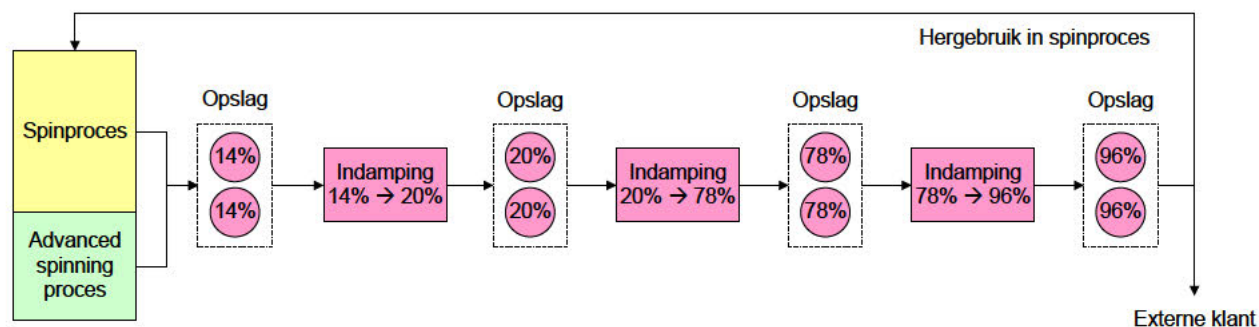 Hergebruik in spinproces
Spinproces
Advanced
spinning
proces
Opslag
14%
14%
Indamping
14% → 20%
Opslag
20%
20%
Indamping
20% → 78%
Opslag
78%
78%
Indamping
78% → 96%
Opslag
96%
96%
Externe klant